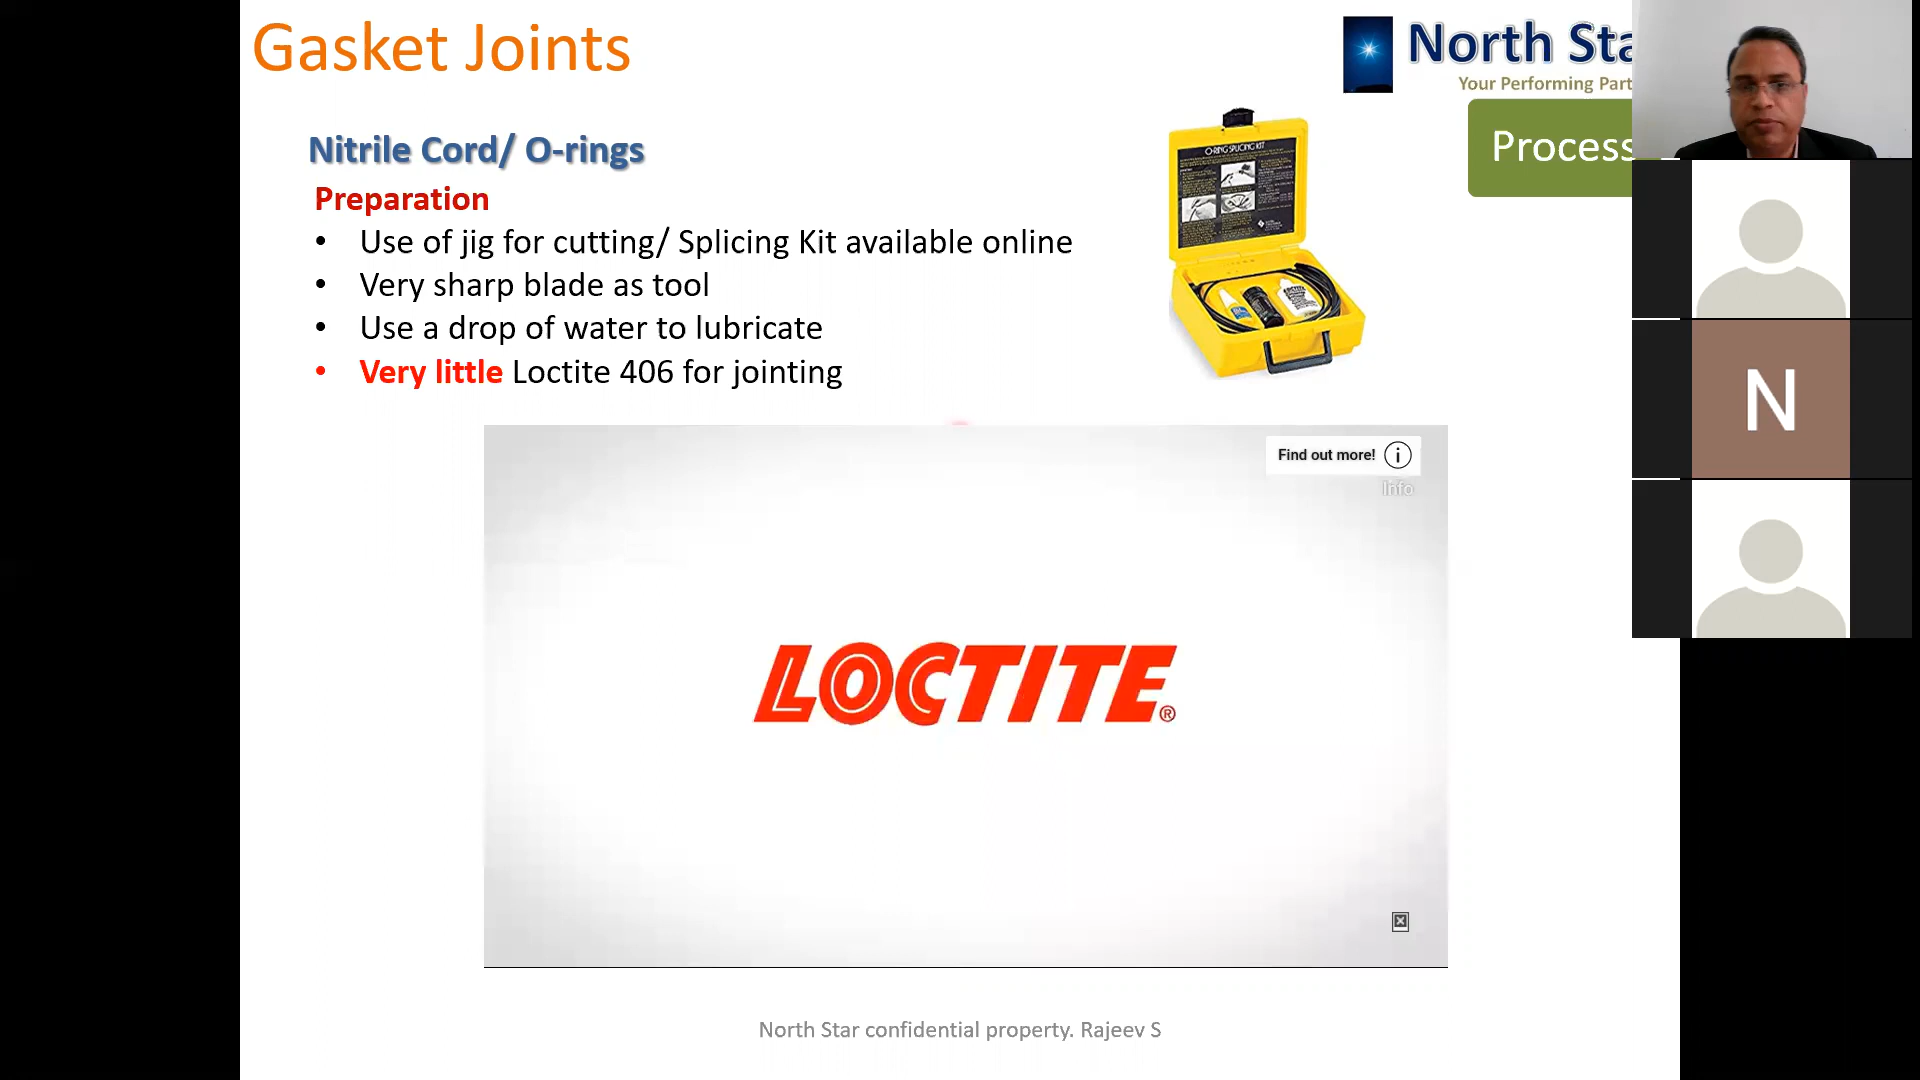 Gasket Joints
North Sta
Your Performing Part
Process
Nitrile Cord/ O-rings
Preparation
• Use of jig for cutting/ Splicing Kit available online
• Very sharp blade as tool
• Use a drop of water to lubricate
• Very little Loctite 406 for jointing
O-RING SPLICING KIT
LOCTITE
Find out more! i
Info
LOCTITE®
N
North Star confidential property. Rajeev S